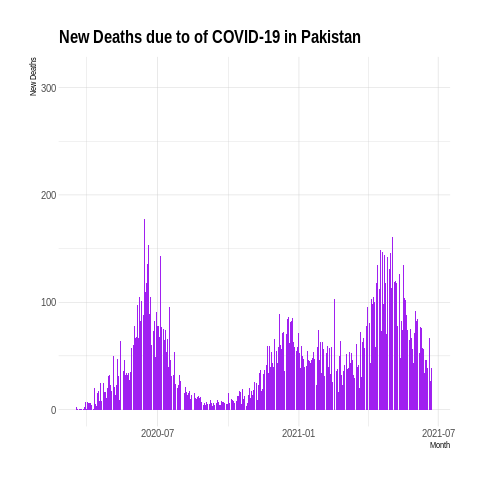 New Deaths due to of COVID-19 in Pakistan
New Deaths
300
200
100
0
2020-07
2021-01
2021-07
Month